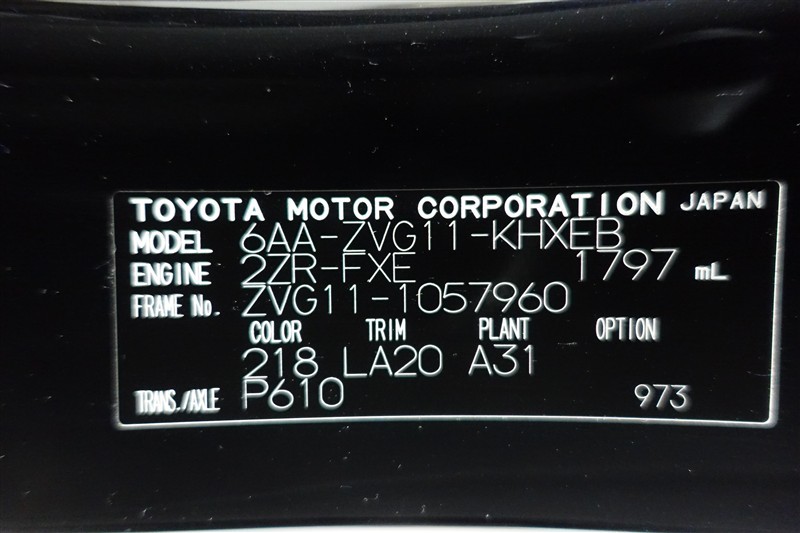 TOYOTA MOTOR CORPORATION JAPAN
MODEL 6AA-ZVG11-KHXEB
ENGINE 2ZR-FXE 1797 mL
FRAME No. ZVG11-1057960
COLOR TRIM PLANT OPTION
218 LA20 A31
TRANS./AXLE P610 973